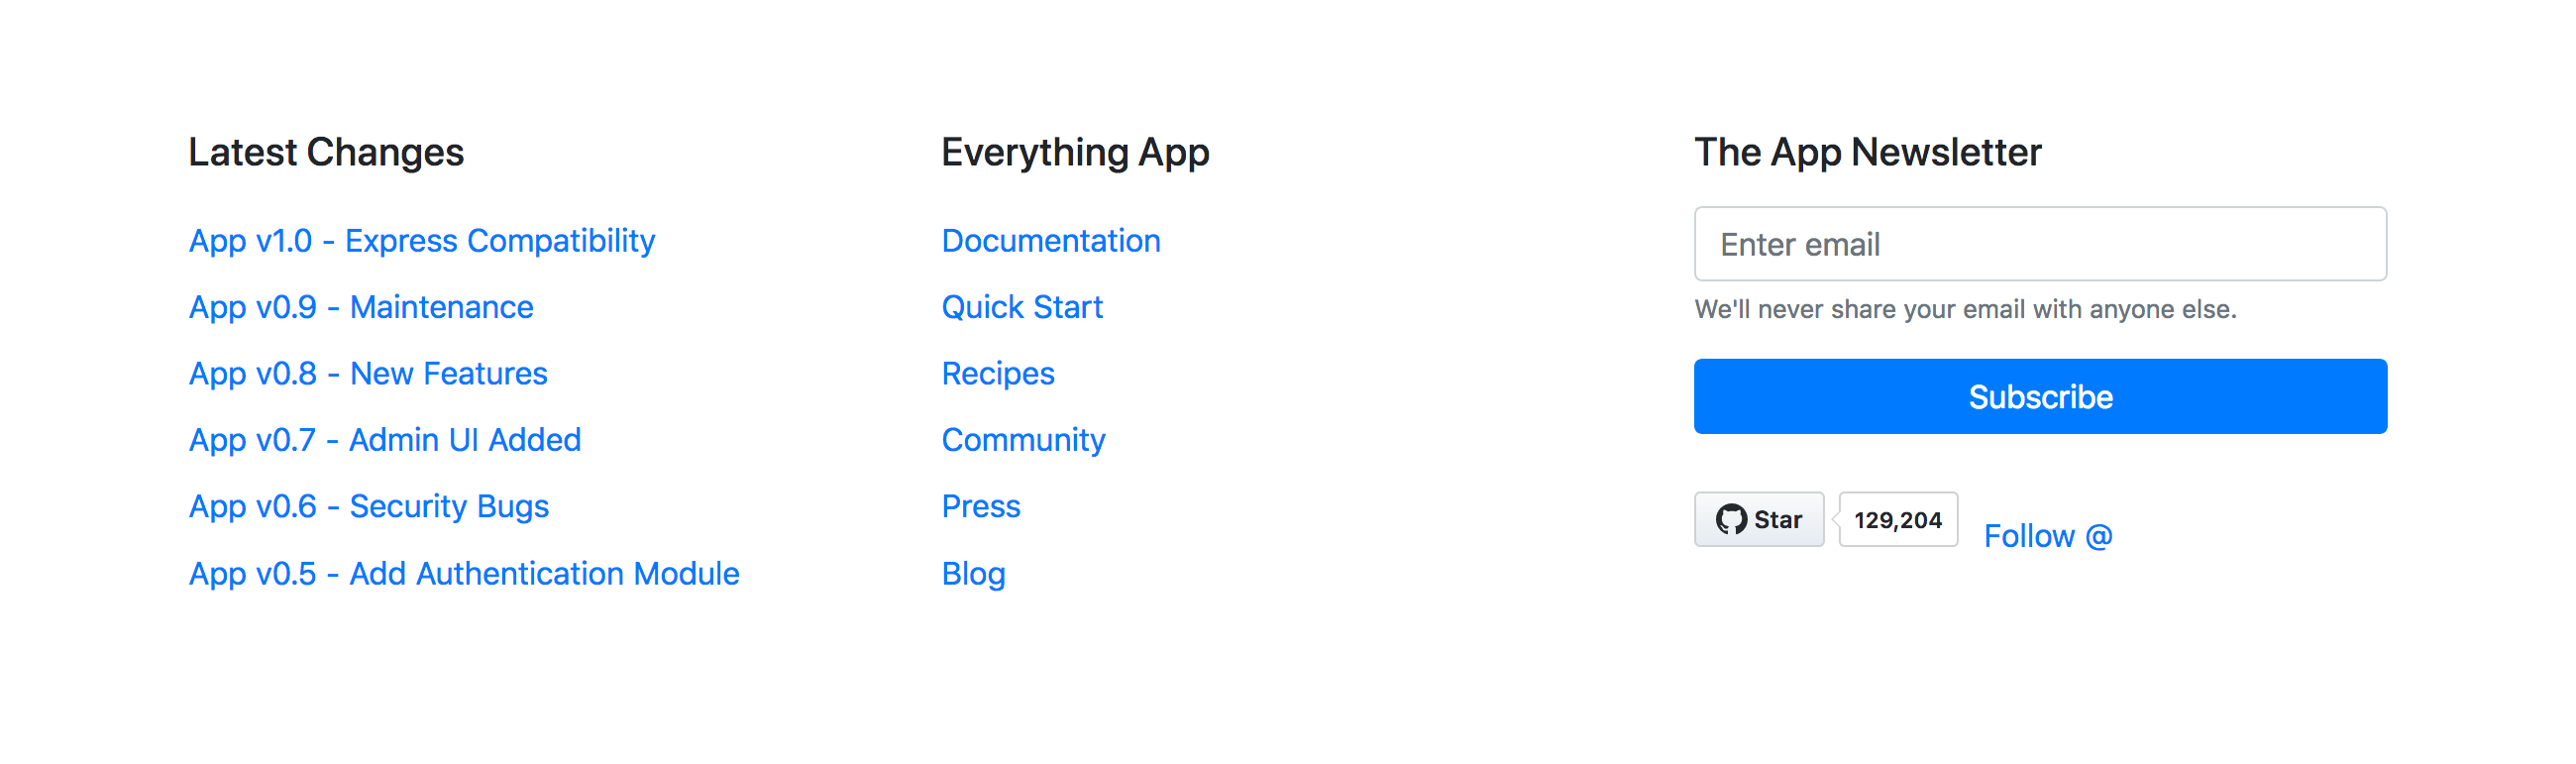 Latest Changes
App v1.0 - Express Compatibility
App v0.9 - Maintenance
App v0.8 - New Features
App v0.7 - Admin UI Added
App v0.6 - Security Bugs
App v0.5 - Add Authentication Module
Everything App
Documentation
Quick Start
Recipes
Community
Press
Blog
The App Newsletter
Enter email
We'll never share your email with anyone else.
Subscribe
Star 129,204 Follow @